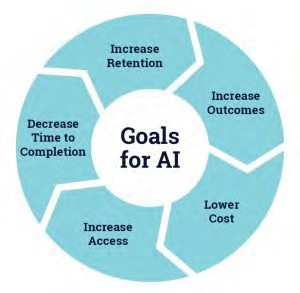 Increase
Retention
Increase
Outcomes
Lower
Cost
Increase
Access
Decrease
Time to
Completion
Goals
for AI